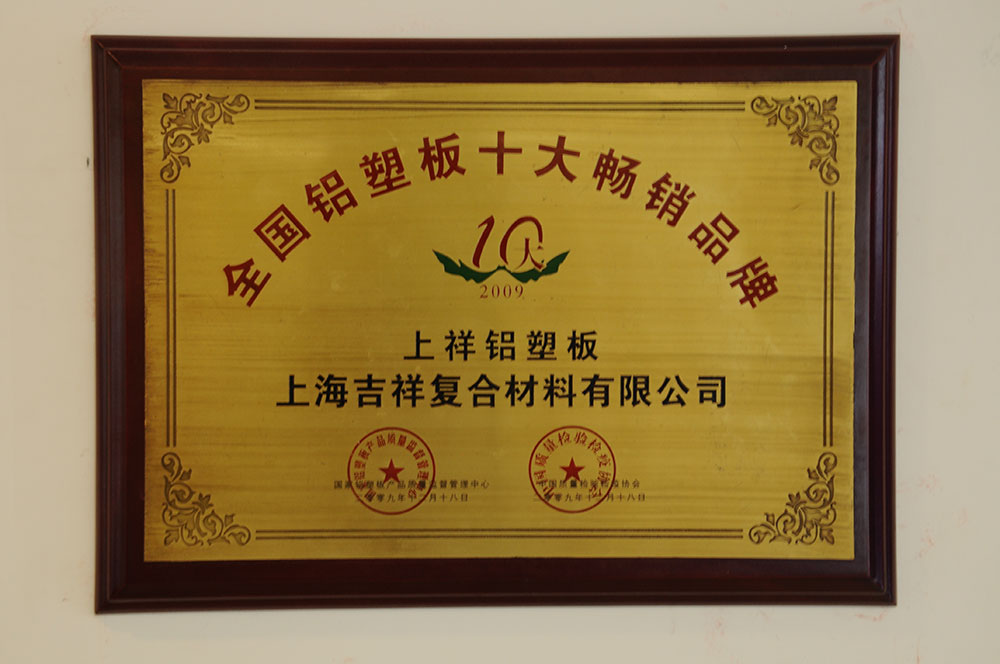 全国铝塑板十大畅销品牌
10大
2009
上祥铝塑板
上海吉祥复合材料有限公司